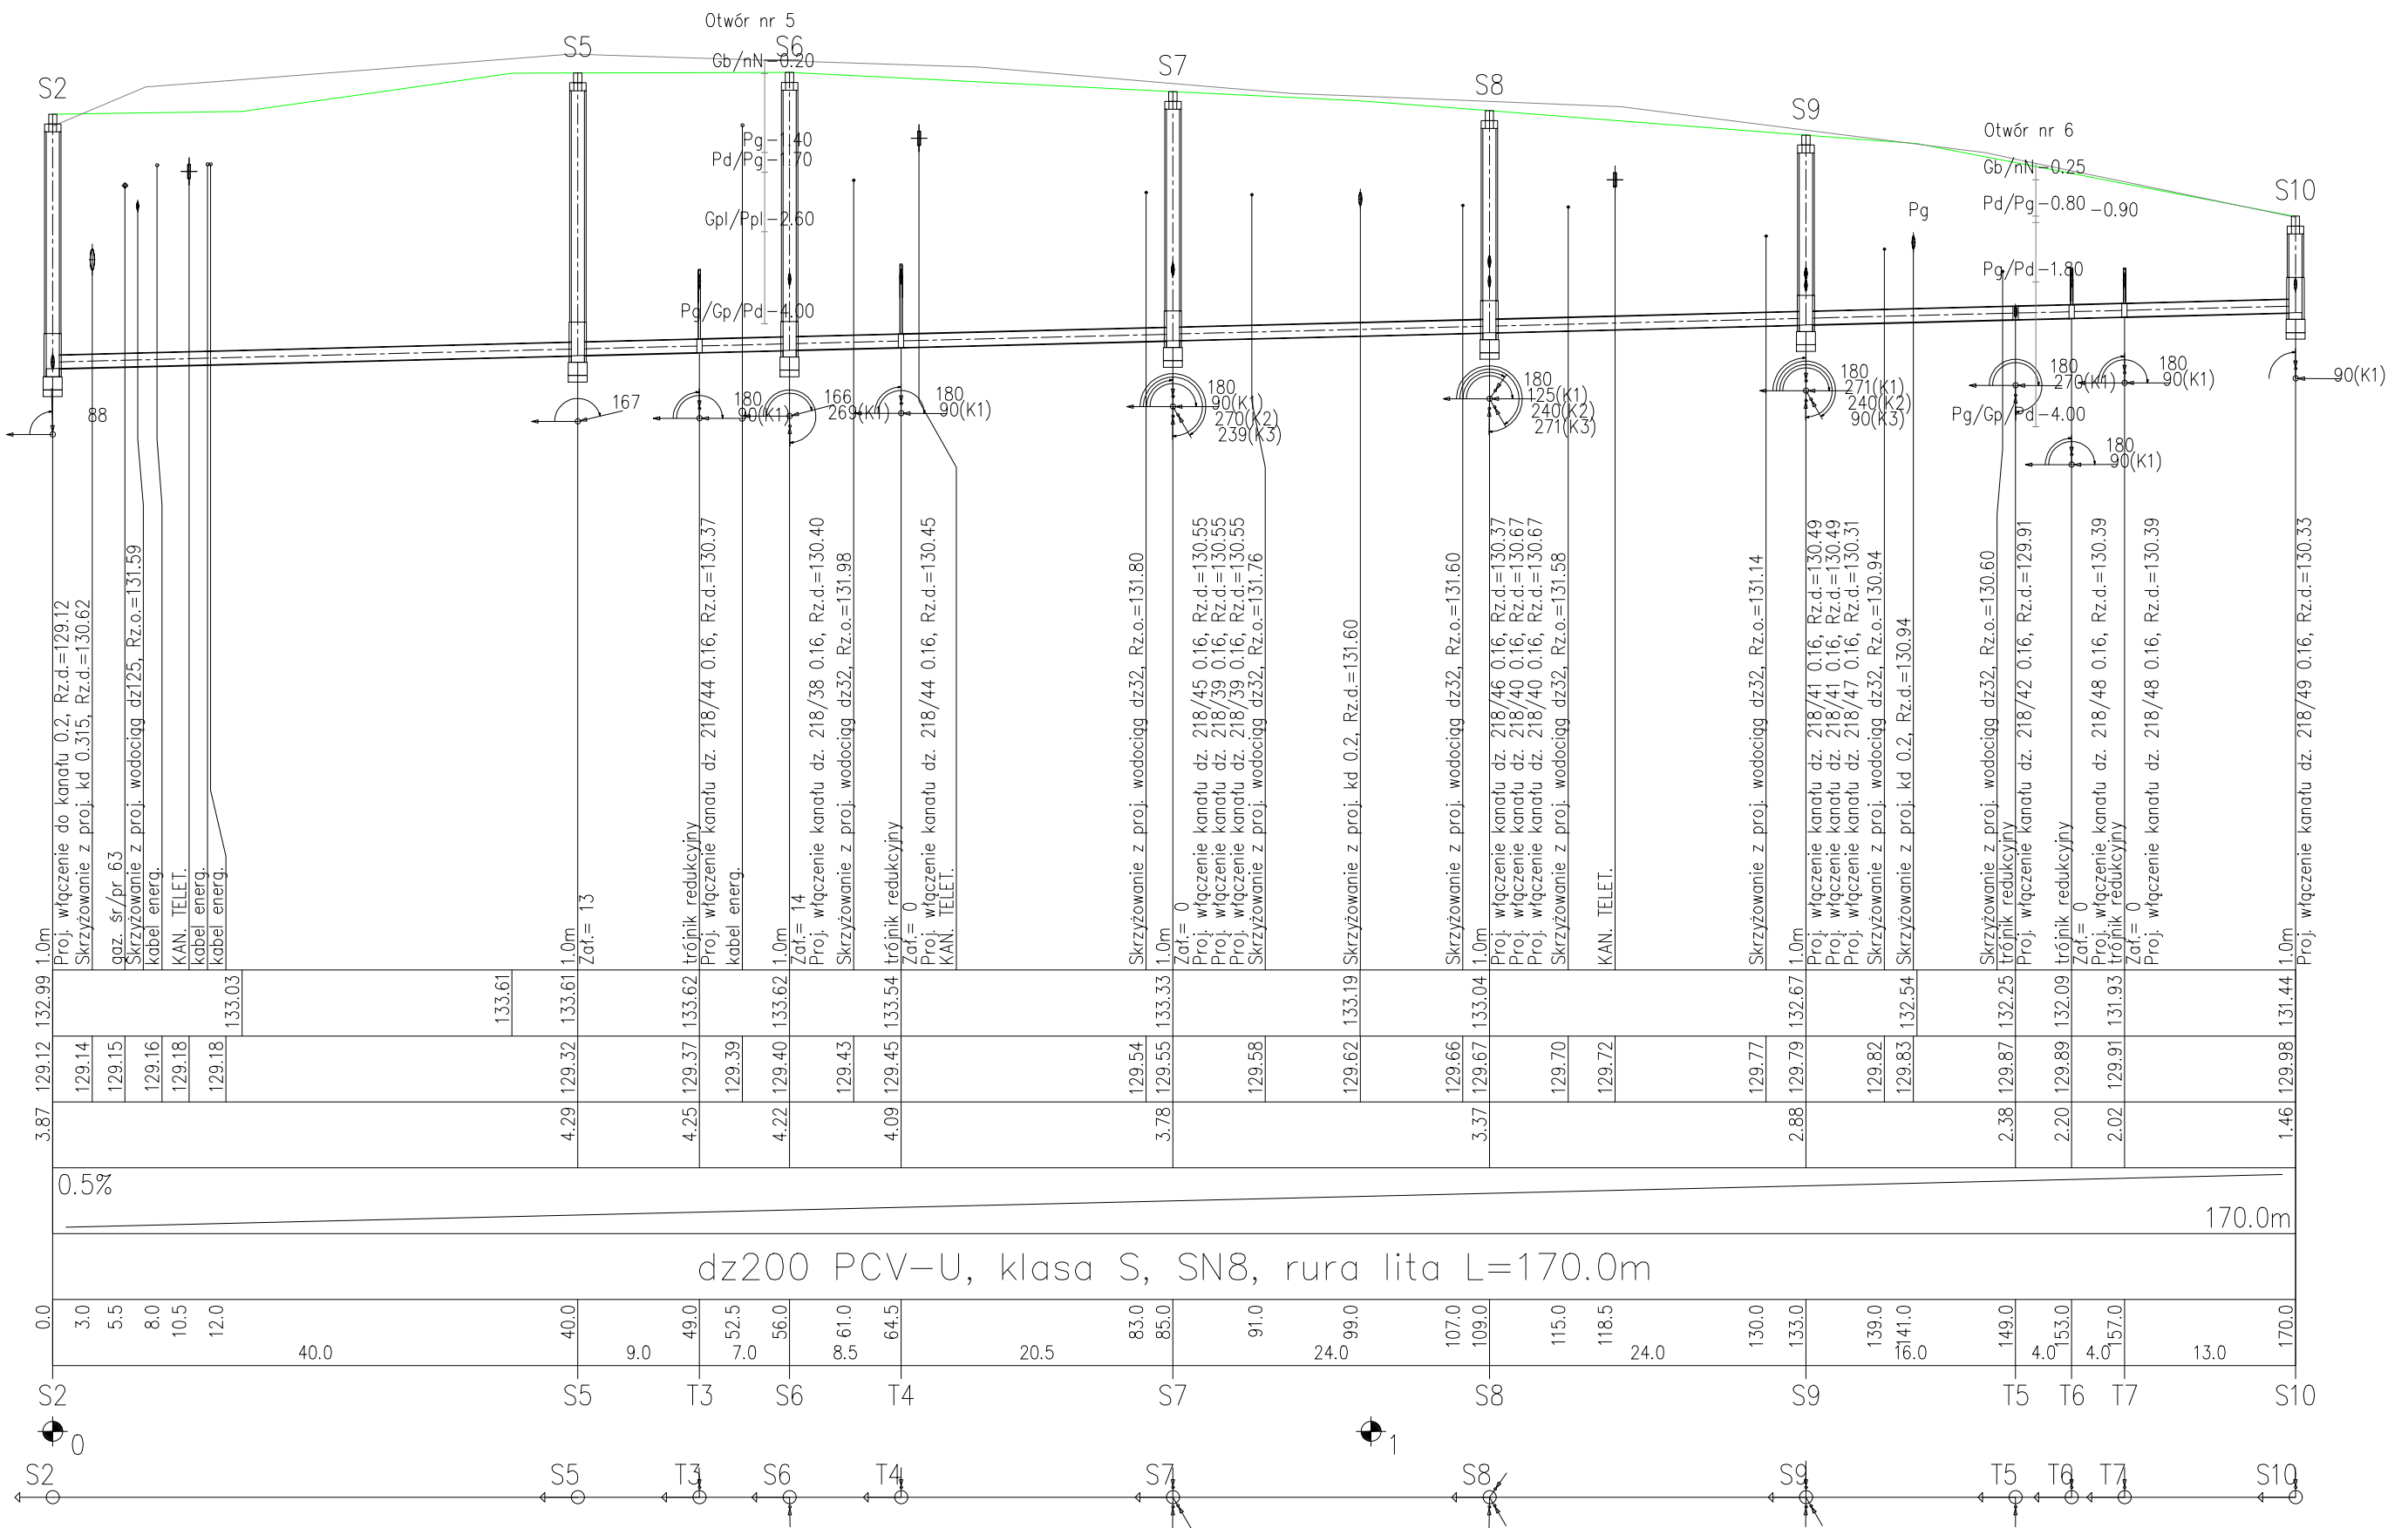 Otwór nr 5
S5
S6
Gb/nN-0.20
S7
S2
S8
S9
Otwór nr 6
Pg-1.40
Pd/Pg-1.70
Gb/nN-0.25
S10
Gpl/Ppl-2.60
Pg
Pd/Pg-0.80
-0.90
Pg/Pd-1.80
Pg/Gp/Pd-4.00
88
167
180
90(K1)
166
269(K1)
180
90(K1)
180
90(K1)
270(K2)
239(K3)
180
125(K1)
240(K2)
271(K3)
180
271(K1)
240(K2)
90(K3)
180
270(K1)
180
90(K1)
90(K1)
Pg/Gp/Pd-4.00
180
90(K1)
1.0m
Proj. włączenie do kanału 0.2, Rz.d.=129.12
Skrzyżowanie z proj. kd 0.315, Rz.d.=130.62
gaz. śr/pr 63
Skrzyżowanie z proj. wodociąg dz125, Rz.o.=131.59
kabel energ.
KAN. TELET.
kabel energ.
kabel energ.
1.0m
Zał.= 13
trójnik redukcyjny
Proj. włączenie kanału dz. 218/44 0.16, Rz.d.=130.37
kabel energ.
1.0m
Zał.= 14
Proj. włączenie kanału dz. 218/38 0.16, Rz.d.=130.40
Skrzyżowanie z proj. wodociąg dz32, Rz.o.=131.98
trójnik redukcyjny
Zał.= 0
Proj. włączenie kanału dz. 218/44 0.16, Rz.d.=130.45
KAN. TELET.
Skrzyżowanie z proj. wodociąg dz32, Rz.o.=131.80
1.0m
Zał.= 0
Proj. włączenie kanału dz. 218/45 0.16, Rz.d.=130.55
Proj. włączenie kanału dz. 218/39 0.16, Rz.d.=130.55
Proj. włączenie kanału dz. 218/39 0.16, Rz.d.=130.55
Skrzyżowanie z proj. wodociąg dz32, Rz.o.=131.76
Skrzyżowanie z proj. kd 0.2, Rz.d.=131.60
Skrzyżowanie z proj. wodociąg dz32, Rz.o.=131.60
1.0m
Proj. włączenie kanału dz. 218/46 0.16, Rz.d.=130.37
Proj. włączenie kanału dz. 218/40 0.16, Rz.d.=130.67
Proj. włączenie kanału dz. 218/40 0.16, Rz.d.=130.67
Skrzyżowanie z proj. wodociąg dz32, Rz.o.=131.58
KAN. TELET.
Skrzyżowanie z proj. wodociąg dz32, Rz.o.=131.14
1.0m
Proj. włączenie kanału dz. 218/41 0.16, Rz.d.=130.49
Proj. włączenie kanału dz. 218/41 0.16, Rz.d.=130.49
Proj. włączenie kanału dz. 218/47 0.16, Rz.d.=130.31
Skrzyżowanie z proj. wodociąg dz32, Rz.o.=130.94
Skrzyżowanie z proj. kd 0.2, Rz.d.=130.94
Skrzyżowanie z proj. wodociąg dz32, Rz.o.=130.60
trójnik redukcyjny
Proj. włączenie kanału dz. 218/42 0.16, Rz.d.=129.91
trójnik redukcyjny
Zał.= 0
Proj. włączenie kanału dz. 218/48 0.16, Rz.d.=130.39
trójnik redukcyjny
Zał.= 0
Proj. włączenie kanału dz. 218/48 0.16, Rz.d.=130.39
1.0m
Proj. włączenie kanału dz. 218/49 0.16, Rz.d.=130.33
132.99 133.03 133.61 133.61 133.62 133.62 133.54 133.33 133.19 133.04 132.67 132.54 132.25 132.09 131.93 131.44
129.12 129.14 129.15 129.16 129.18 129.18 129.32 129.37 129.39 129.40 129.43 129.45 129.54 129.55 129.58 129.62 129.66 129.67 129.70 129.72 129.77 129.79 129.82 129.83 129.87 129.89 129.91 129.98
3.87 4.29 4.25 4.22 4.09 3.78 3.37 2.88 2.38 2.20 2.02 1.46
0.5%
170.0m
dz200 PCV-U, klasa S, SN8, rura lita L=170.0m
0.0 3.0 5.5 8.0 10.5 12.0 40.0 49.0 52.5 56.0 61.0 64.5 83.0 85.0 91.0 99.0 107.0 109.0 115.0 118.5 130.0 133.0 139.0 141.0 149.0 153.0 157.0 170.0
40.0 9.0 7.0 8.5 20.5 24.0 24.0 16.0 4.0 4.0 13.0
S2 S5 T3 S6 T4 S7 S8 S9 T5 T6 T7 S10
0 1
S2 S5 T3 S6 T4 S7 S8 S9 T5 T6 T7 S10